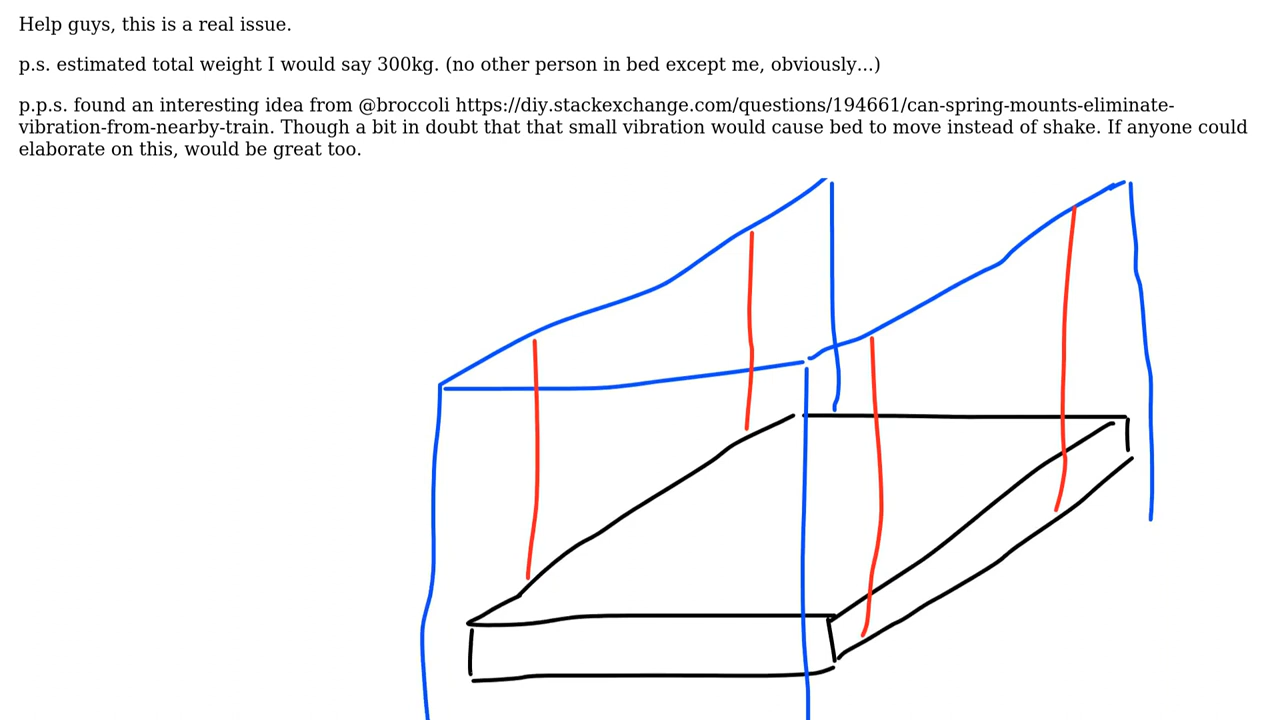 Help guys, this is a real issue.
p.s. estimated total weight I would say 300kg. (no other person in bed except me, obviously...)
p.p.s. found an interesting idea from @broccoli https://diy.stackexchange.com/questions/194661/can-spring-mounts-eliminate-
vibration-from-nearby-train. Though a bit in doubt that that small vibration would cause bed to move instead of shake. If anyone could
elaborate on this, would be great too.